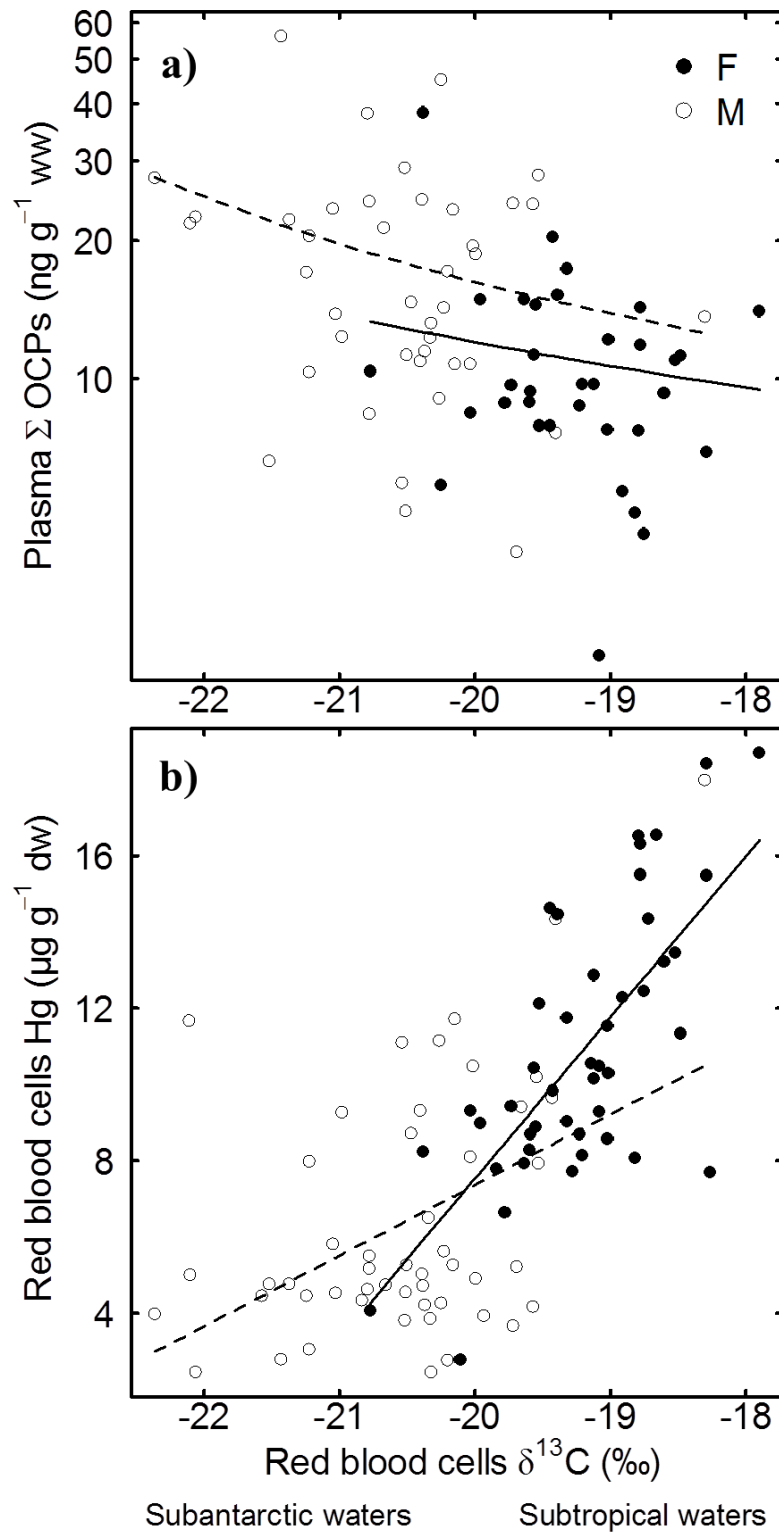 a)
F
M
60
50
40
30
20
10
Plasma Σ OCPs (ng g⁻¹ ww)
-22 -21 -20 -19 -18
b)
16
12
8
4
Red blood cells Hg (µg g⁻¹ dw)
-22 -21 -20 -19 -18
Red blood cells δ¹³C (‰)
Subantarctic waters Subtropical waters